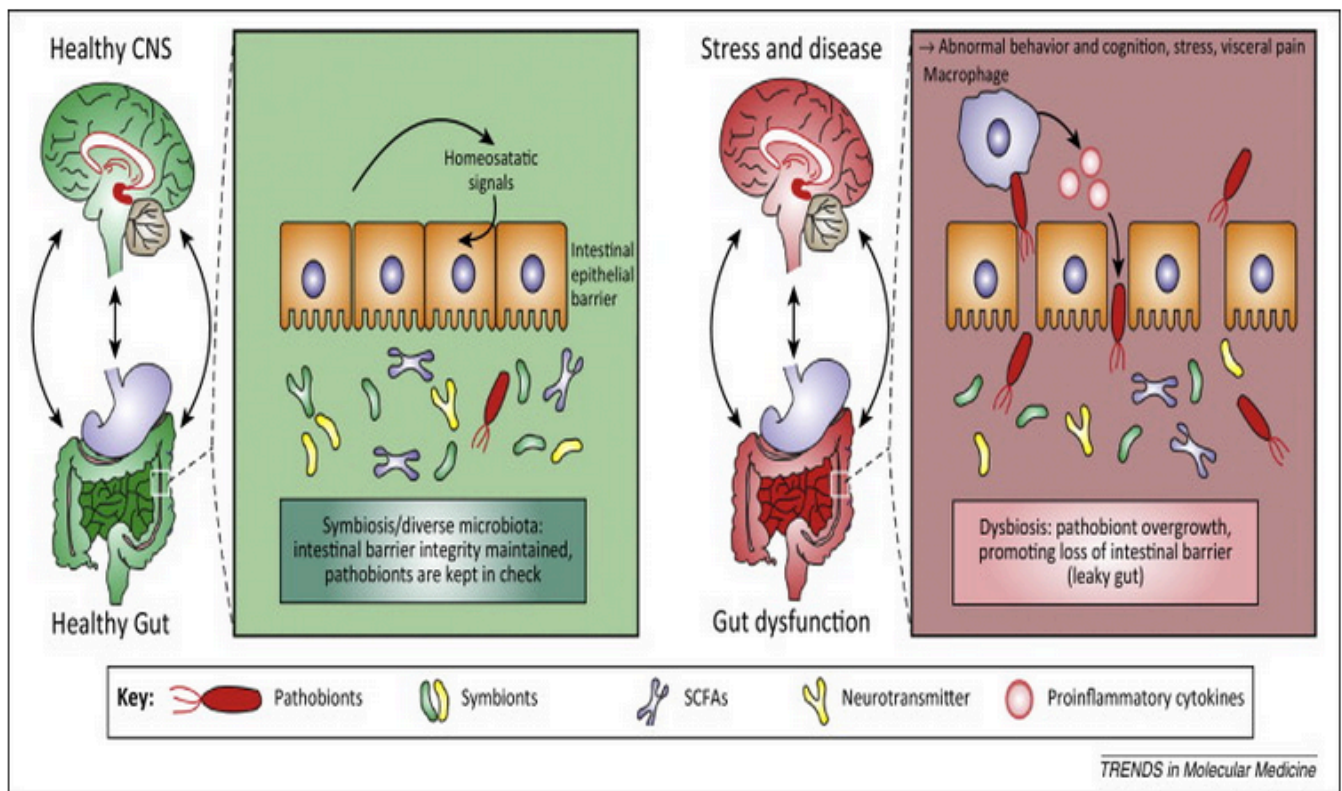 Healthy CNS
Homeosatatic
signals
Intestinal
epithelial
barrier
Symbiosis/diverse microbiota:
intestinal barrier integrity maintained,
pathobionts are kept in check
Healthy Gut
Stress and disease
→ Abnormal behavior and cognition, stress, visceral pain
Macrophage
Dysbiosis: pathobiont overgrowth,
promoting loss of intestinal barrier
(leaky gut)
Gut dysfunction
Key: Pathobionts Symbionts SCFAs Neurotransmitter Proinflammatory cytokines
TRENDS in Molecular Medicine